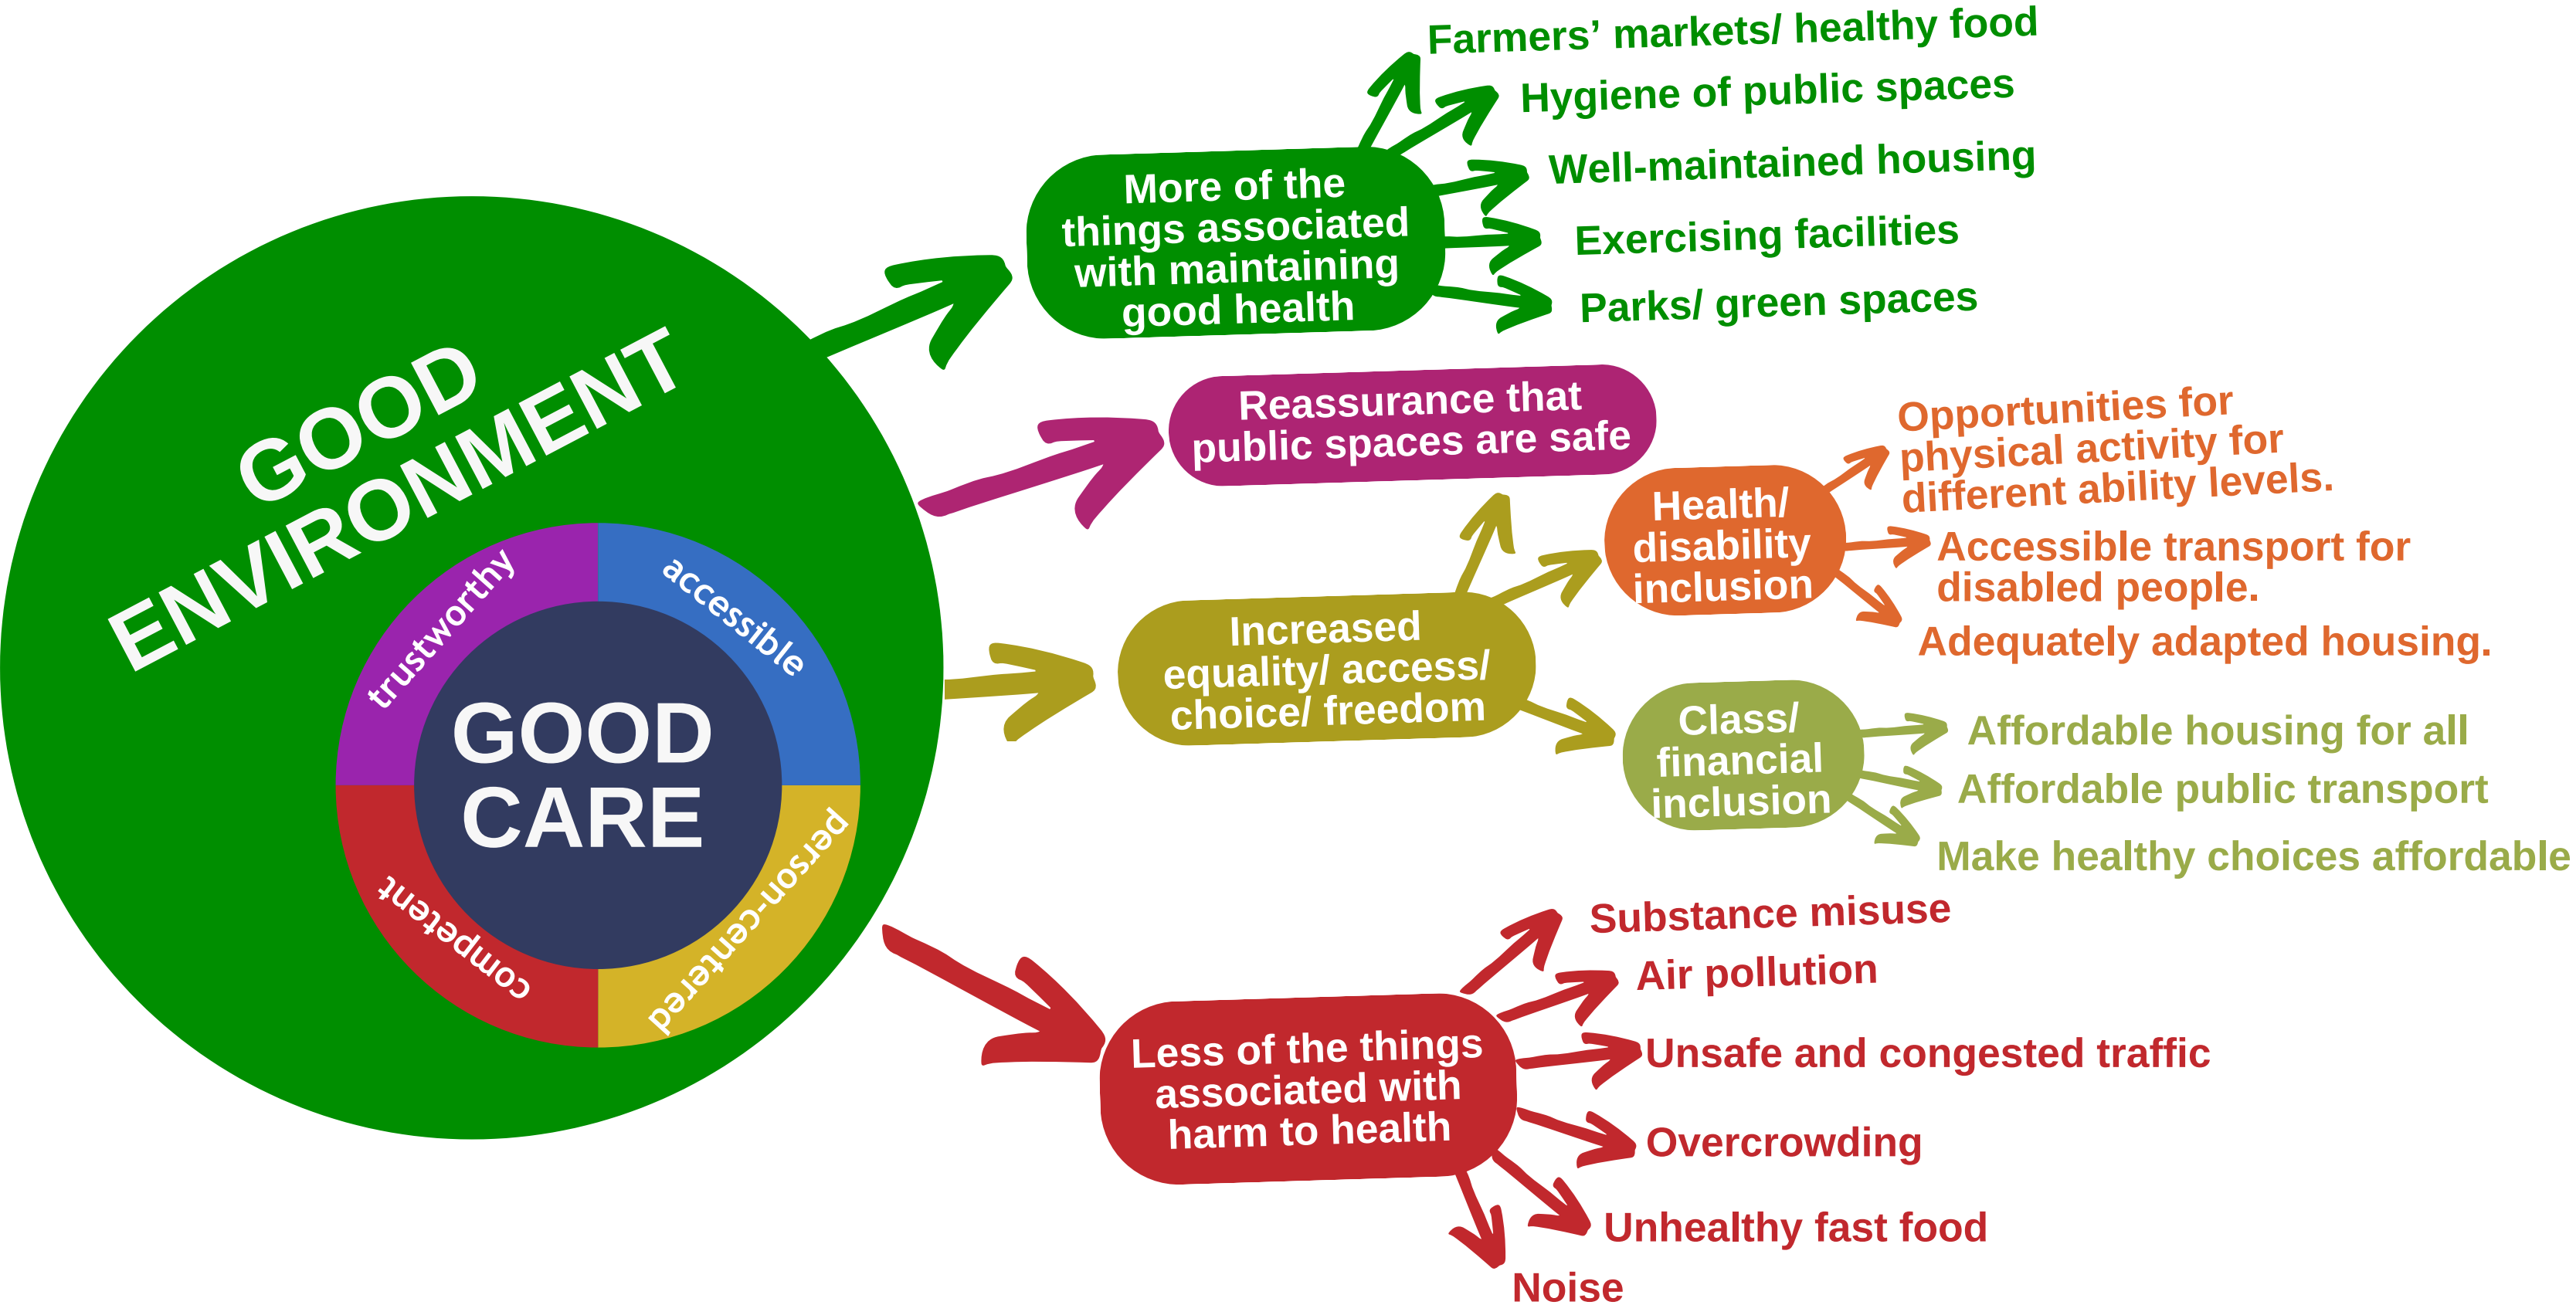 GOOD
ENVIRONMENT
trustworthy
accessible
person-centered
competent
GOOD
CARE
More of the
things associated
with maintaining
good health
Farmers’ markets/ healthy food
Hygiene of public spaces
Well-maintained housing
Exercising facilities
Parks/ green spaces
Reassurance that
public spaces are safe
Increased
equality/ access/
choice/ freedom
Health/
disability
inclusion
Opportunities for
physical activity for
different ability levels.
Accessible transport for
disabled people.
Adequately adapted housing.
Class/
financial
inclusion
Affordable housing for all
Affordable public transport
Make healthy choices affordable
Less of the things
associated with
harm to health
Substance misuse
Air pollution
Unsafe and congested traffic
Overcrowding
Unhealthy fast food
Noise